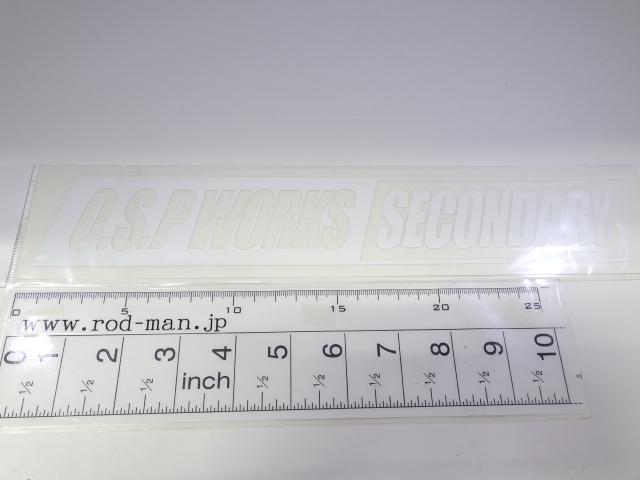 O.S.P WORKS SECONDARY
0 5 10 15 20 25
www.rod-man.jp
0 1 2 3 4 5 6 7 8 9 10
inch
1/2 1/2 1/2 1/2 1/2 1/2 1/2 1/2 1/2